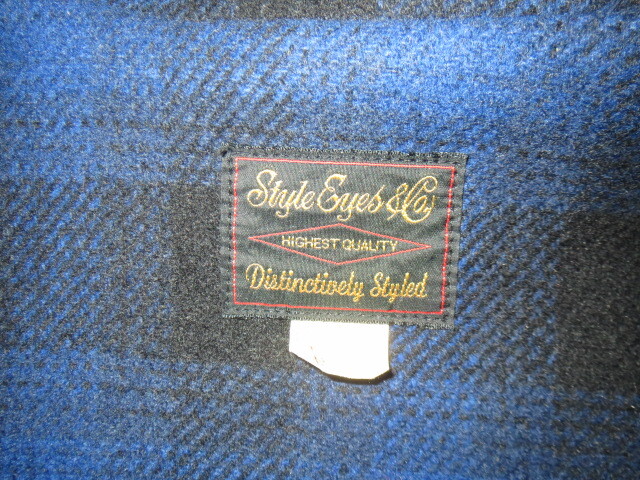 Style Eyes & Co,
HIGHEST QUALITY
Distinctively Styled